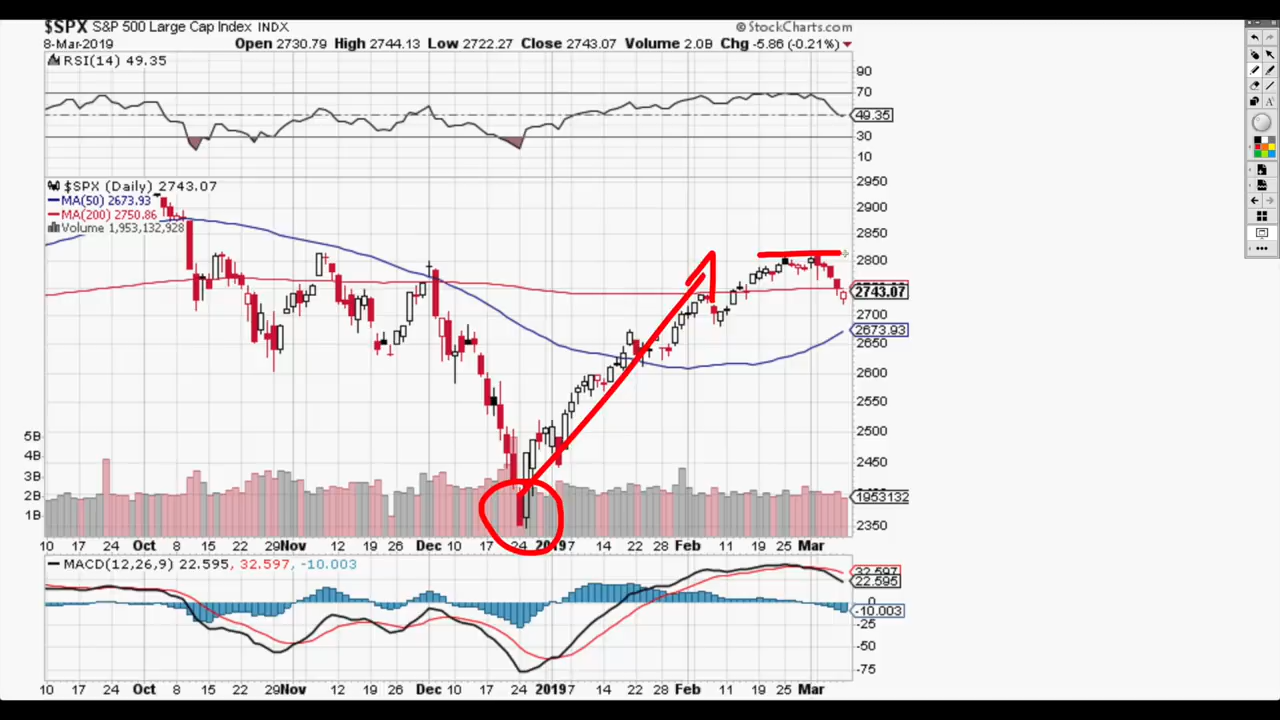 $SPX S&P 500 Large Cap Index INDX @StockCharts.com
8-Mar-2019 Open 2730.79 High 2744.13 Low 2722.27 Close 2743.07 Volume 2.0B Chg -5.86 (-0.21%)
RSI(14) 49.35
90
70
49.35
30
10
$SPX (Daily) 2743.07
MA(50) 2673.93
MA(200) 2750.86
Volume 1,953,132,928
2950
2900
2850
2800
2743.07
2700
2673.93
2650
2600
2550
2500
2450
1953132
2350
5B
4B
3B
2B
1B
10 17 24 Oct 8 15 22 29 Nov 12 19 26 Dec 10 17 24 2019 7 14 22 28 Feb 11 19 25 Mar
MACD(12,26,9) 22.595, 32.597, -10.003
32.597
22.595
0
-10.003
-25
-50
-75
10 17 24 Oct 8 15 22 29 Nov 12 19 26 Dec 10 17 24 2019 7 14 22 28 Feb 11 19 25 Mar